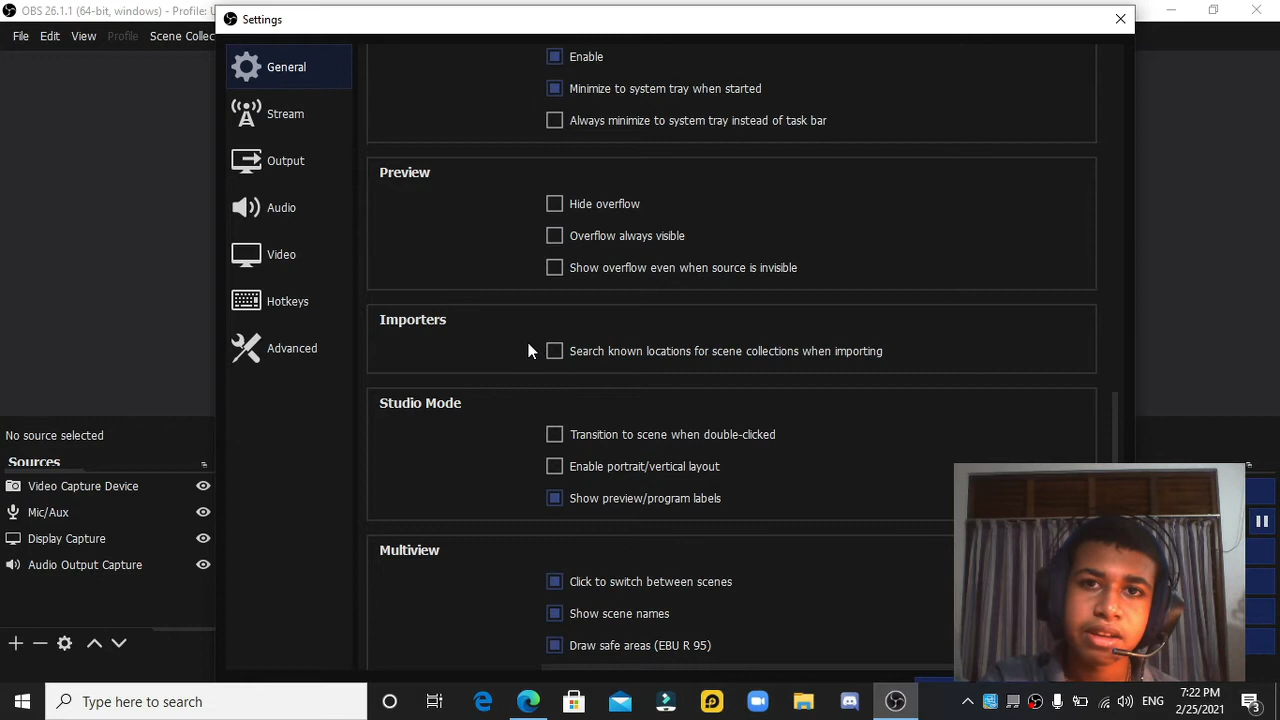 OBS 26.1.1 (64-bit, windows) - Profile:
Settings
File Edit View Profile Scene Collec
General
Stream
Output
Audio
Video
Hotkeys
Advanced
Enable
Minimize to system tray when started
Always minimize to system tray instead of task bar
Preview
Hide overflow
Overflow always visible
Show overflow even when source is invisible
Importers
Search known locations for scene collections when importing
Studio Mode
Transition to scene when double-clicked
Enable portrait/vertical layout
Show preview/program labels
Multiview
Click to switch between scenes
Show scene names
Draw safe areas (EBU R 95)
No source selected
Sources
Video Capture Device
Mic/Aux
Display Capture
Audio Output Capture
Type here to search
ENG
7:22 PM
2/25/2021
3